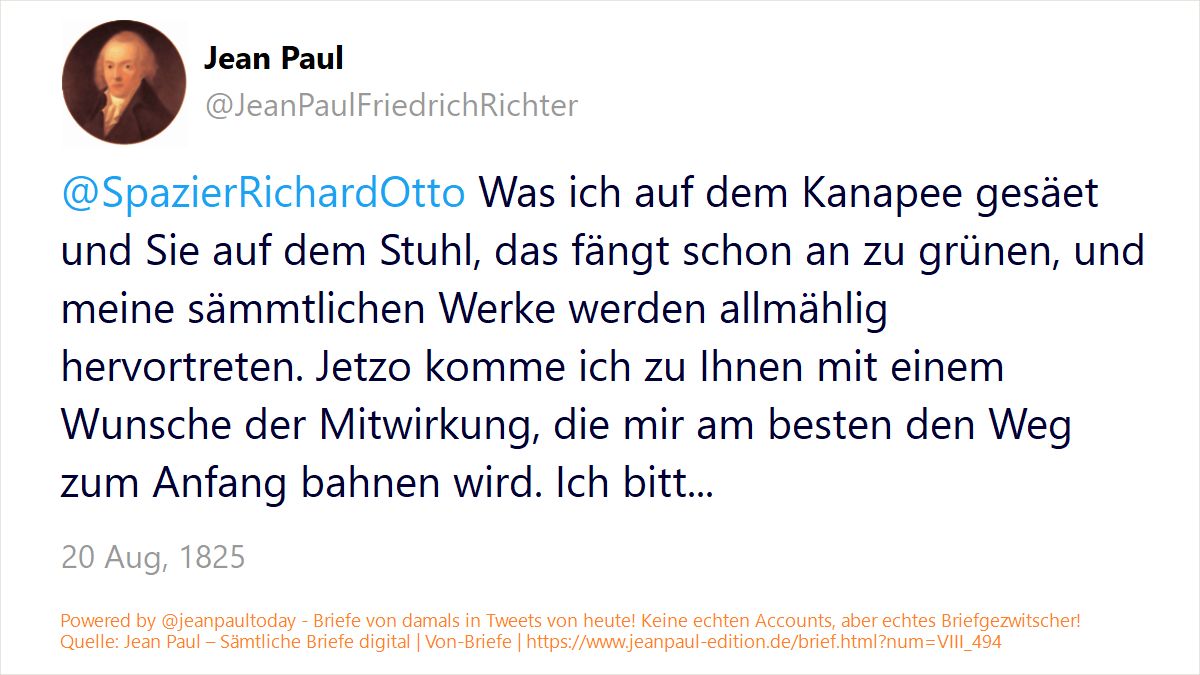 Jean Paul
@JeanPaulFriedrichRichter
@SpazierRichardOtto Was ich auf dem Kanapee gesäet
und Sie auf dem Stuhl, das fängt schon an zu grünen, und
meine sämmtlichen Werke werden allmählig
hervortreten. Jetzo komme ich zu Ihnen mit einem
Wunsche der Mitwirkung, die mir am besten den Weg
zum Anfang bahnen wird. Ich bitt...
20 Aug, 1825
Powered by @jeanpaultoday - Briefe von damals in Tweets von heute! Keine echten Accounts, aber echtes Briefgezwitscher!
Quelle: Jean Paul – Sämtliche Briefe digital | Von-Briefe | https://www.jeanpaul-edition.de/brief.html?num=VIII_494